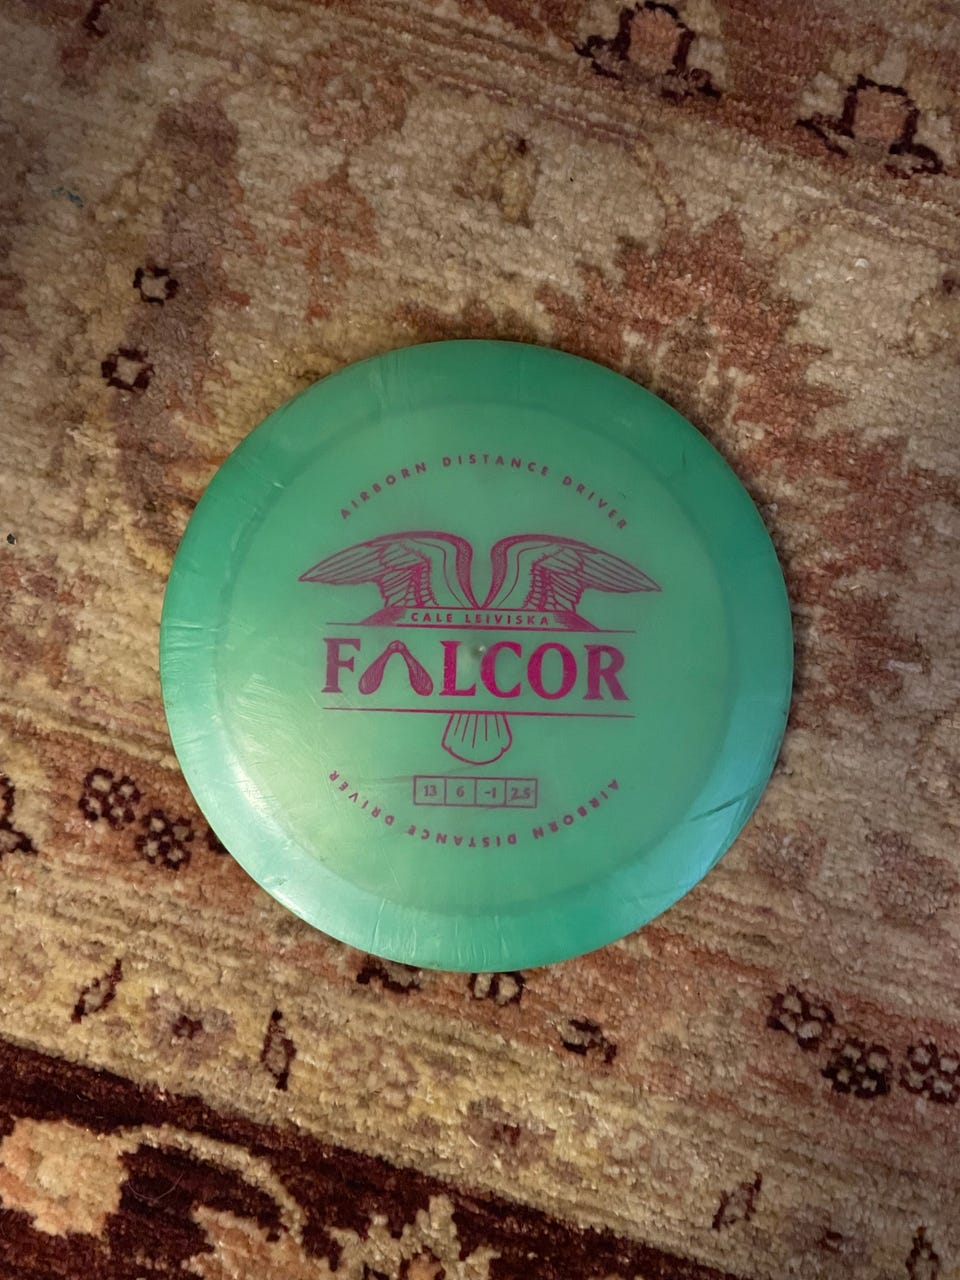 AIRBORN DISTANCE DRIVER
CALE LEIVISKA
FALCOR
13 6 -1 2.5
AIRBORN DISTANCE DRIVER